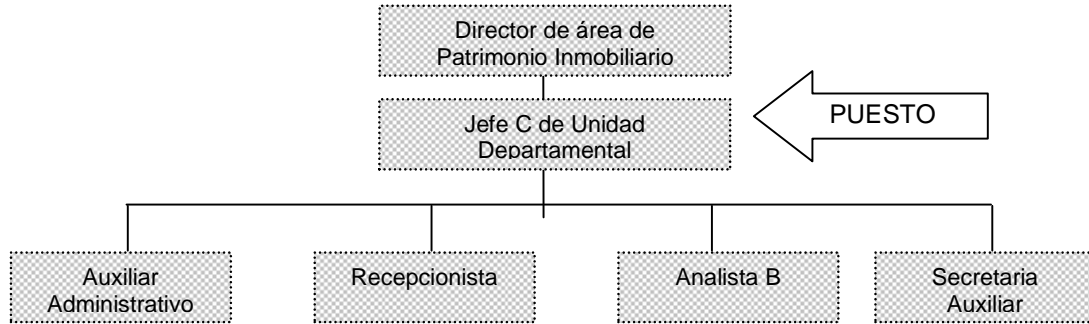 Director de área de
Patrimonio Inmobiliario
Jefe C de Unidad
Departamental
PUESTO
Auxiliar
Administrativo
Recepcionista
Analista B
Secretaria
Auxiliar